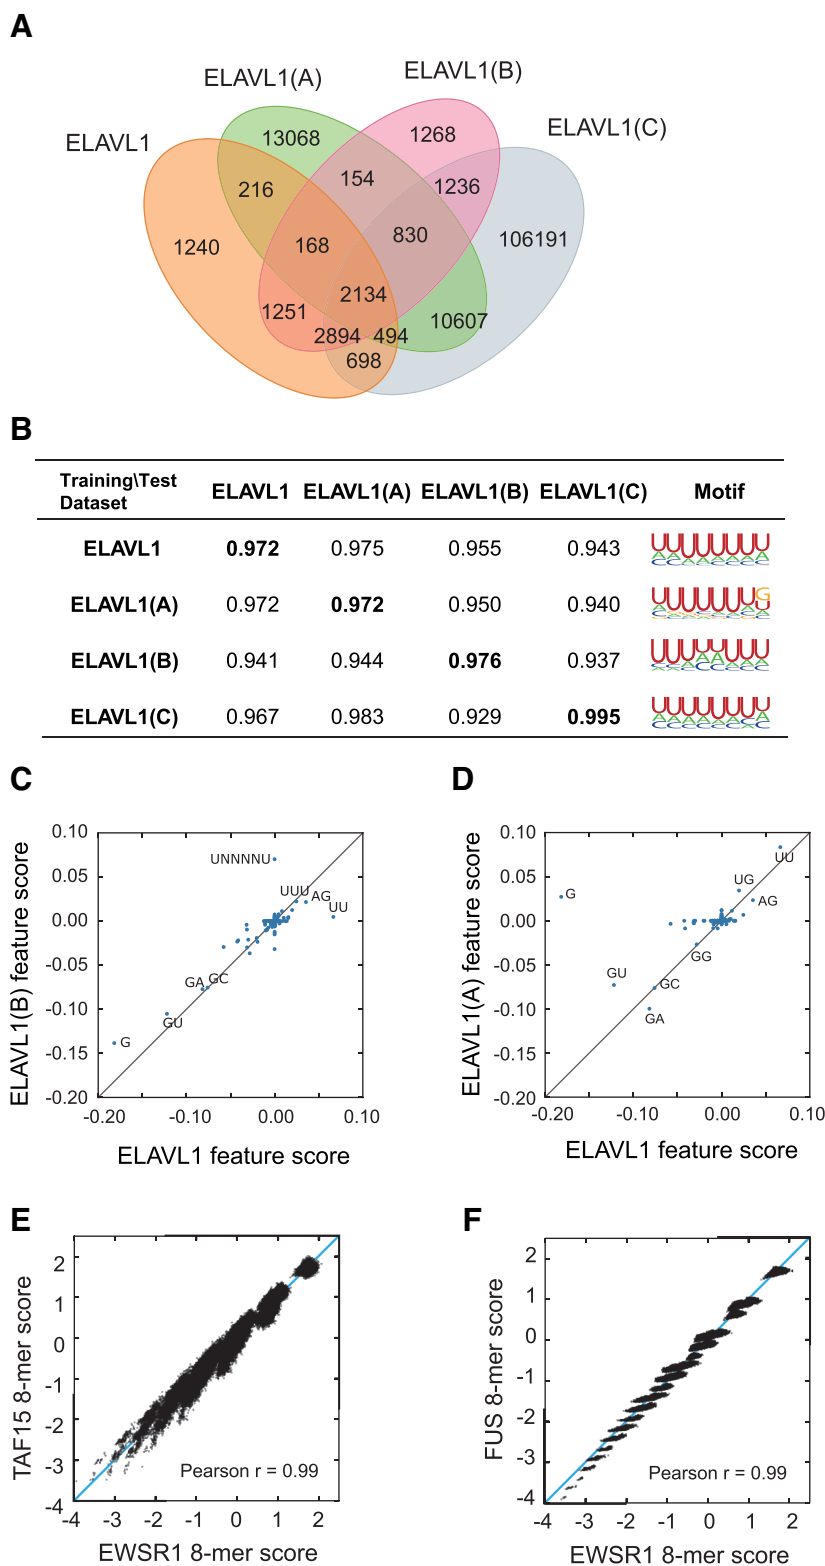 A
ELAVL1(A)
ELAVL1(B)
ELAVL1
ELAVL1(C)
13068
1268
216
154
1236
1240
168
830
106191
2134
1251
10607
2894
494
698
B
Training\Test Dataset ELAVL1 ELAVL1(A) ELAVL1(B) ELAVL1(C) Motif
ELAVL1 0.972 0.975 0.955 0.943 UUUUUUUU
ELAVL1(A) 0.972 0.972 0.950 0.940 UUUUUUUG
ELAVL1(B) 0.941 0.944 0.976 0.937 UUUUUUUU
ELAVL1(C) 0.967 0.983 0.929 0.995 UUUUUUUU
C
ELAVL1(B) feature score
0.10
0.05
0.00
-0.05
-0.10
-0.15
-0.20
UNNNNU
UUU
AG
UU
GA
GC
GU
G
-0.20 -0.10 0.00 0.10
ELAVL1 feature score
D
ELAVL1(A) feature score
0.10
0.05
0.00
-0.05
-0.10
-0.15
-0.20
UU
UG
G
AG
GG
GU
GC
GA
-0.20 -0.10 0.00 0.10
ELAVL1 feature score
E
TAF15 8-mer score
2
1
0
-1
-2
-3
-4
Pearson r = 0.99
-4 -3 -2 -1 0 1 2
EWSR1 8-mer score
F
FUS 8-mer score
2
1
0
-1
-2
-3
-4
Pearson r = 0.99
-4 -3 -2 -1 0 1 2
EWSR1 8-mer score